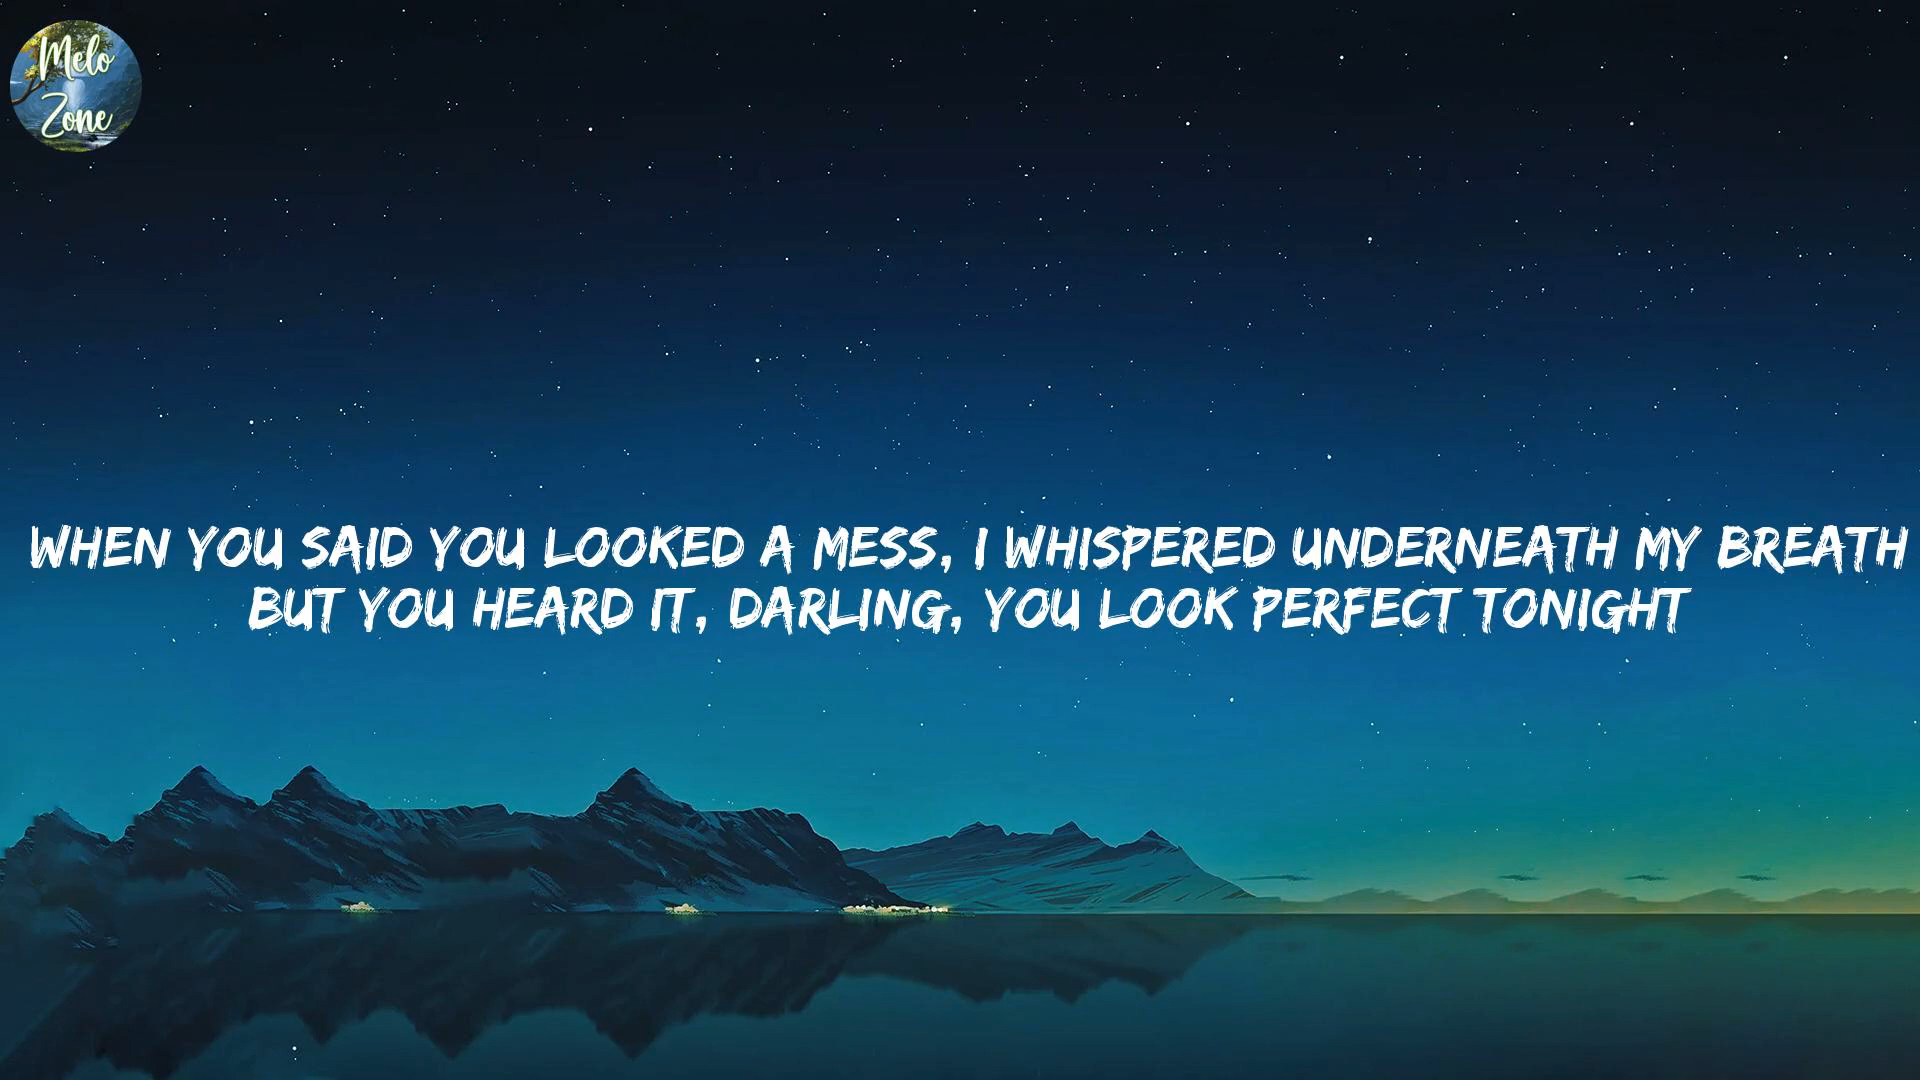 Melo
Zone
WHEN YOU SAID YOU LOOKED A MESS, I WHISPERED UNDERNEATH MY BREATH
BUT YOU HEARD IT, DARLING, YOU LOOK PERFECT TONIGHT